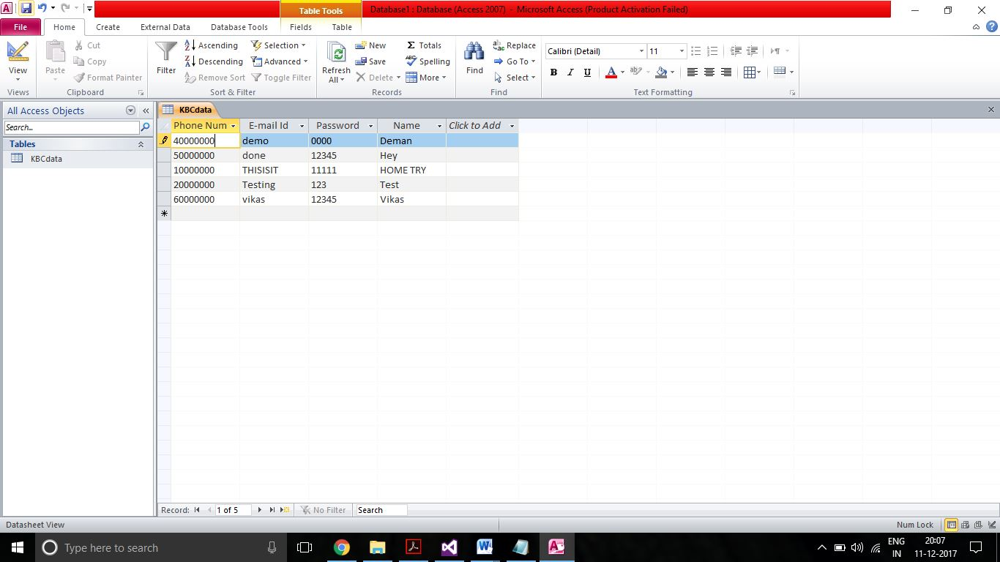 Table Tools
Database1 : Database (Access 2007) - Microsoft Access (Product Activation Failed)
File Home Create External Data Database Tools Fields Table
View
Views
Paste
Cut
Copy
Format Painter
Clipboard
Filter
Ascending
Descending
Remove Sort
Selection
Advanced
Toggle Filter
Sort & Filter
Refresh
All
New
Save
Delete
Totals
Spelling
More
Records
Find
Replace
Go To
Select
Find
Calibri (Detail) 11
B I U A
Text Formatting
All Access Objects
Search...
Tables
KBCdata
KBCdata
Phone Num E-mail Id Password Name Click to Add
40000000 demo 0000 Deman
50000000 done 12345 Hey
10000000 THISISIT 11111 HOME TRY
20000000 Testing 123 Test
60000000 vikas 12345 Vikas
Record: 1 of 5 No Filter Search
Datasheet View Num Lock
Type here to search
ENG
IN
20:07
11-12-2017